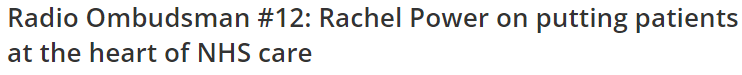 Radio Ombudsman #12: Rachel Power on putting patients
at the heart of NHS care